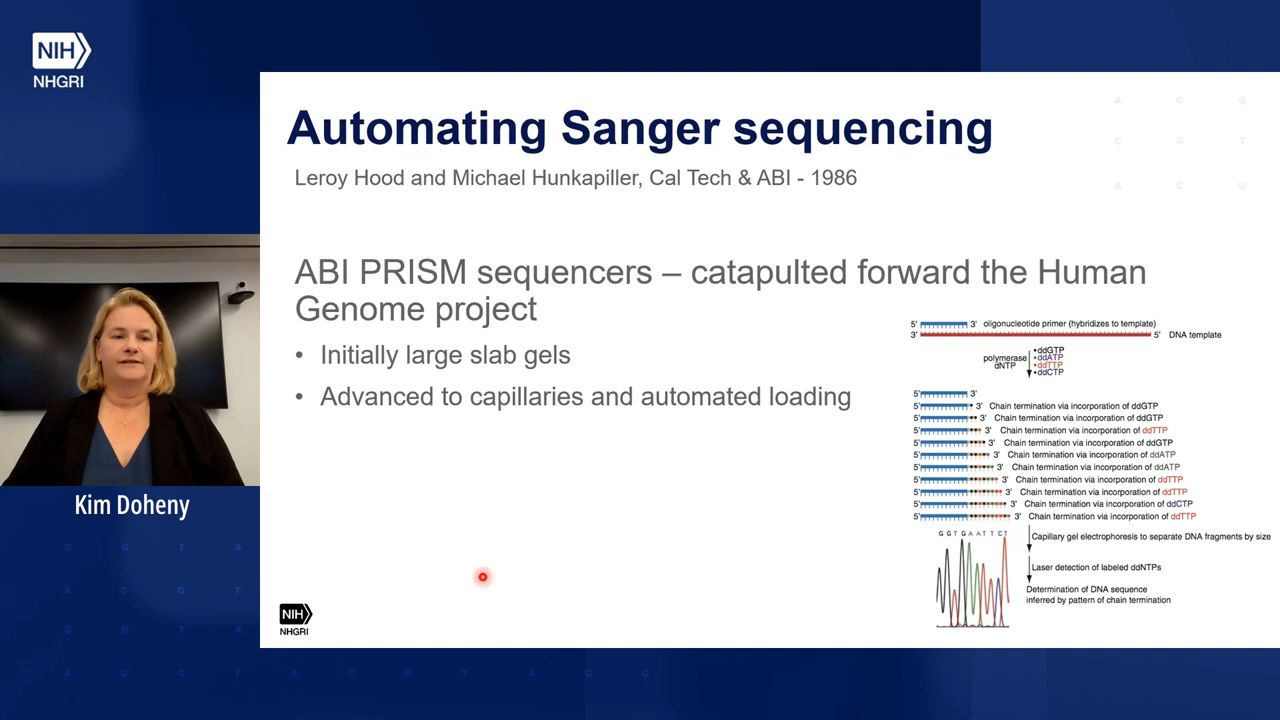 NIH
NHGRI
A C G
C G T
A C G
Automating Sanger sequencing
Leroy Hood and Michael Hunkapiller, Cal Tech & ABI - 1986
ABI PRISM sequencers – catapulted forward the Human
Genome project
• Initially large slab gels
• Advanced to capillaries and automated loading
5' 3' oligonucleotide primer (hybridizes to template)
3' 5' DNA template
polymerase
dNTP
•ddGTP
•ddATP
•ddTTP
•ddCTP
5' 3'
5' 3' Chain termination via incorporation of ddGTP
5' 3' Chain termination via incorporation of ddGTP
5' 3' Chain termination via incorporation of ddTTP
5' 3' Chain termination via incorporation of ddGTP
5' 3' Chain termination via incorporation of ddATP
5' 3' Chain termination via incorporation of ddATP
5' 3' Chain termination via incorporation of ddTTP
5' 3' Chain termination via incorporation of ddTTP
5' 3' Chain termination via incorporation of ddCTP
5' 3' Chain termination via incorporation of ddTTP
G G T G A A T T C T
Capillary gel electrophoresis to separate DNA fragments by size
Laser detection of labeled ddNTPs
Determination of DNA sequence
inferred by pattern of chain termination
NIH
NHGRI
Kim Doheny
C G T A
A C G T
C G T A
A C G T A C G T A C G